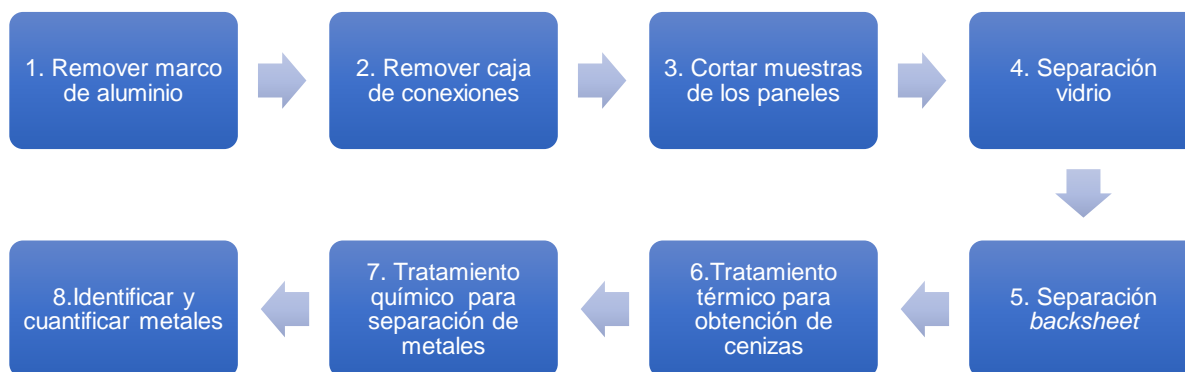 1. Remover marco
de aluminio
2. Remover caja
de conexiones
3. Cortar muestras
de los paneles
4. Separación
vidrio
5. Separación
backsheet
6.Tratamiento
térmico para
obtención de
cenizas
7. Tratamiento
químico para
separación de
metales
8.Identificar y
cuantificar metales